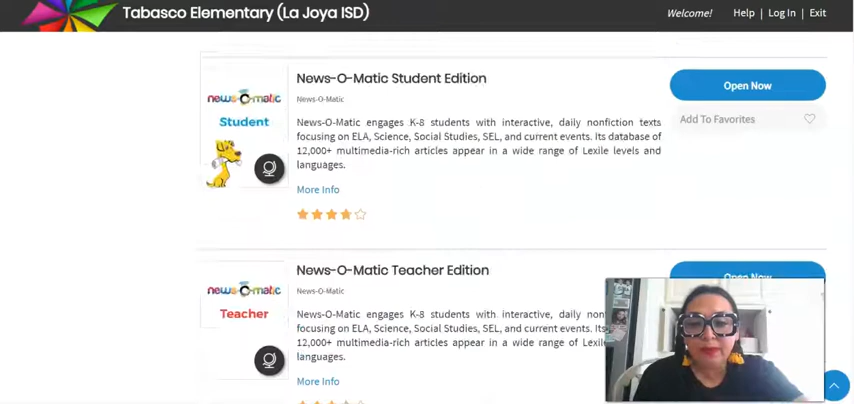 Tabasco Elementary (La Joya ISD)
Welcome! Help | Log In | Exit
news-O-matic
Student
News-O-Matic Student Edition
News-O-Matic
News-O-Matic engages K-8 students with interactive, daily nonfiction texts
focusing on ELA, Science, Social Studies, SEL, and current events. Its database of
12,000+ multimedia-rich articles appear in a wide range of Lexile levels and
languages.
More Info
Open Now
Add To Favorites
news-O-matic
Teacher
News-O-Matic Teacher Edition
News-O-Matic
News-O-Matic engages K-8 students with interactive, daily
focusing on ELA, Science, Social Studies, SEL, and current events. Its
12,000+ multimedia-rich articles appear in a wide range of Lexile
languages.
More Info
Open Now